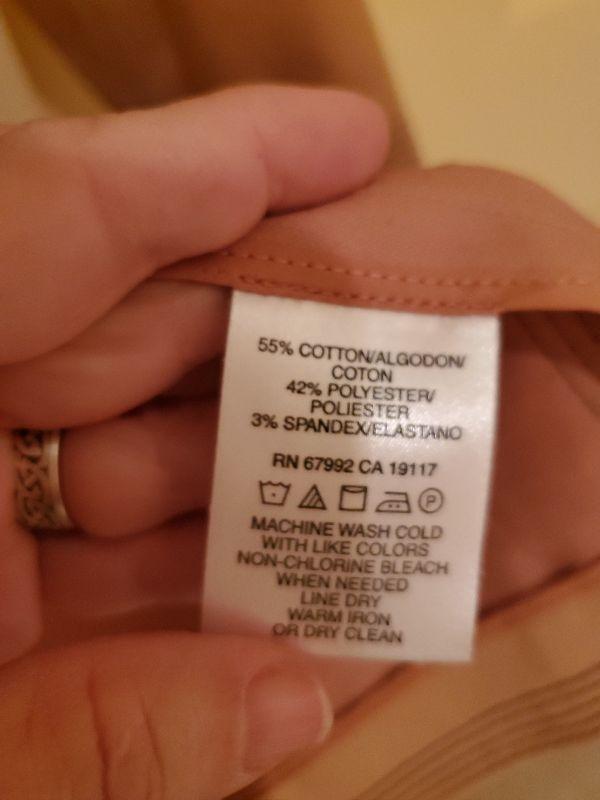 55% COTTON/ALGODON/
COTON
42% POLYESTER/
POLIESTER
3% SPANDEX/ELASTANO
RN 67992 CA 19117
P
MACHINE WASH COLD
WITH LIKE COLORS
NON-CHLORINE BLEACH
WHEN NEEDED
LINE DRY
WARM IRON
OR DRY CLEAN